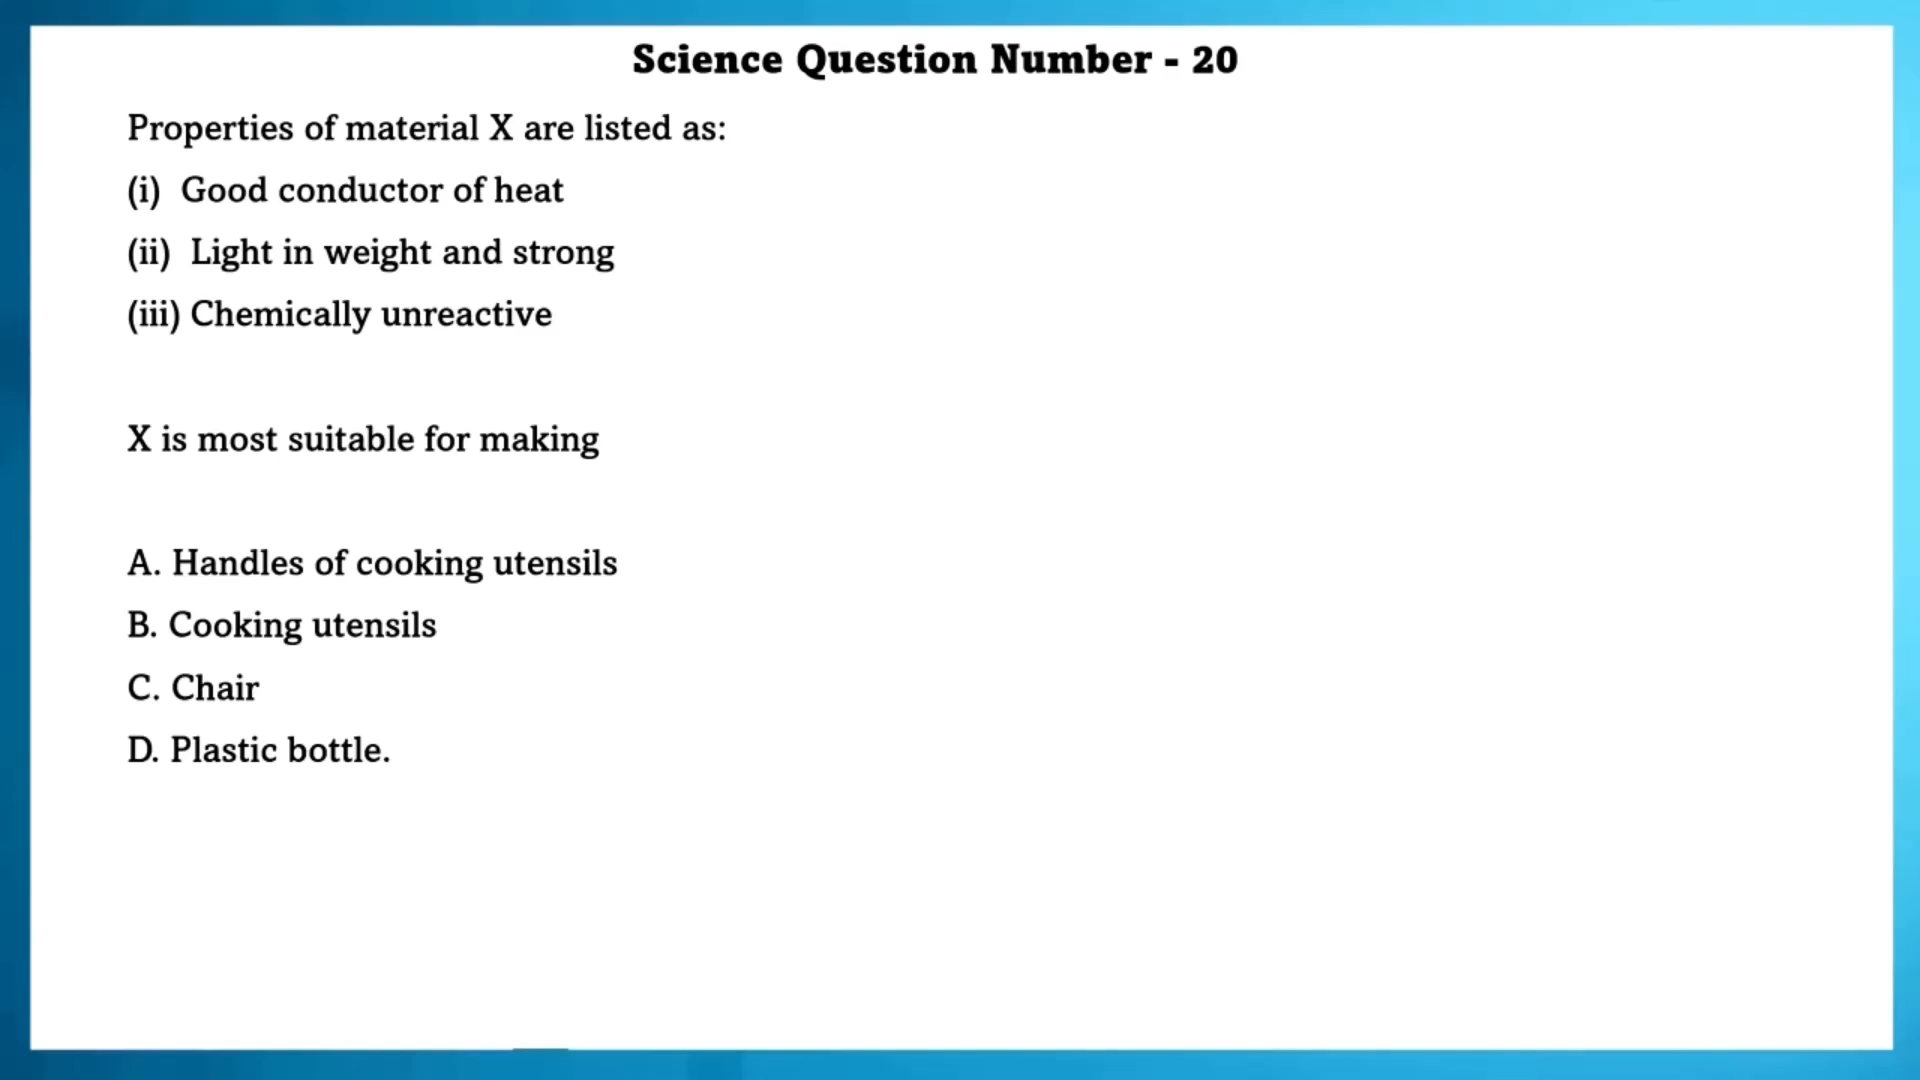 Science Question Number - 20
Properties of material X are listed as:
(i) Good conductor of heat
(ii) Light in weight and strong
(iii) Chemically unreactive
X is most suitable for making
A. Handles of cooking utensils
B. Cooking utensils
C. Chair
D. Plastic bottle.